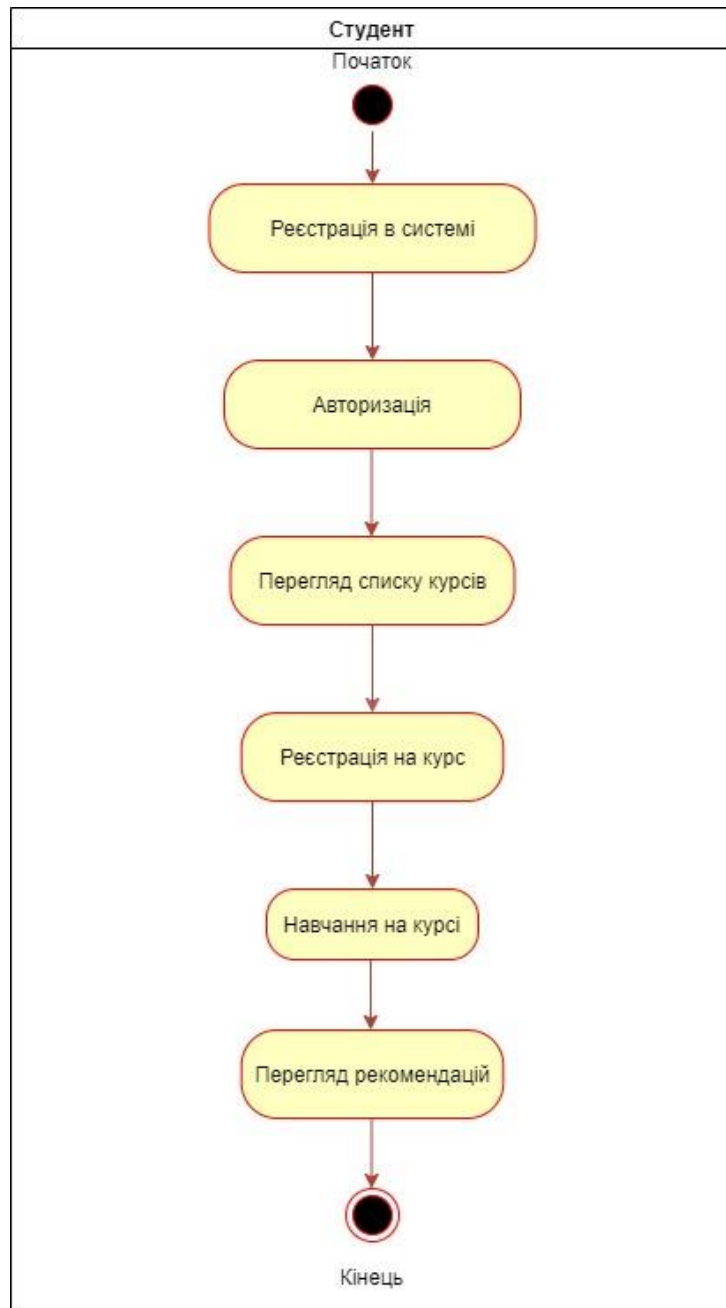 Студент
Початок
Реєстрація в системі
Авторизація
Перегляд списку курсів
Реєстрація на курс
Навчання на курсі
Перегляд рекомендацій
Кінець